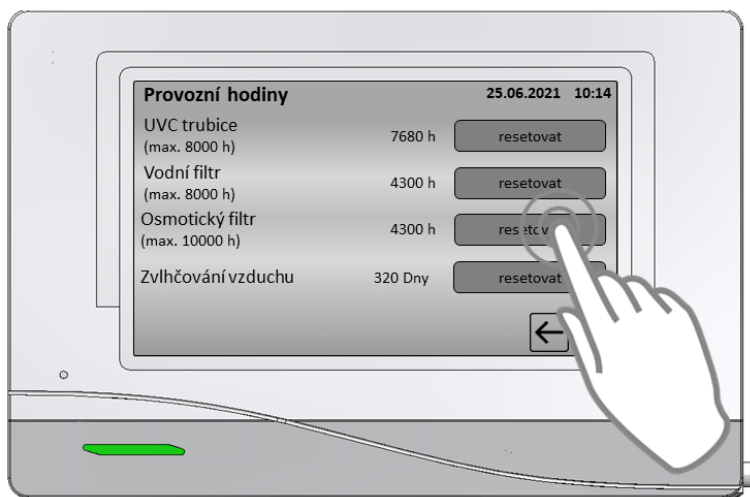 Provozní hodiny 25.06.2021 10:14
UVC trubice
(max. 8000 h) 7680 h resetovat
Vodní filtr
(max. 8000 h) 4300 h resetovat
Osmotický filtr
(max. 10000 h) 4300 h
Zvlhčování vzduchu 320 Dny resetovat